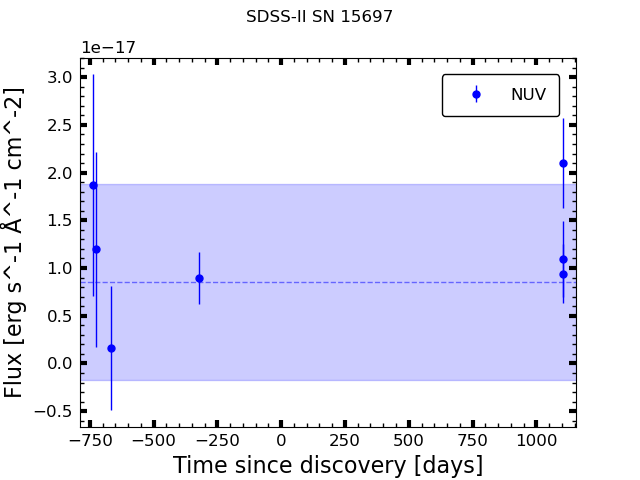 SDSS-II SN 15697
1e−17
3.0
2.5
2.0
1.5
1.0
0.5
0.0
−0.5
Flux [erg s^-1 Å^-1 cm^-2]
NUV
−750 −500 −250 0 250 500 750 1000
Time since discovery [days]